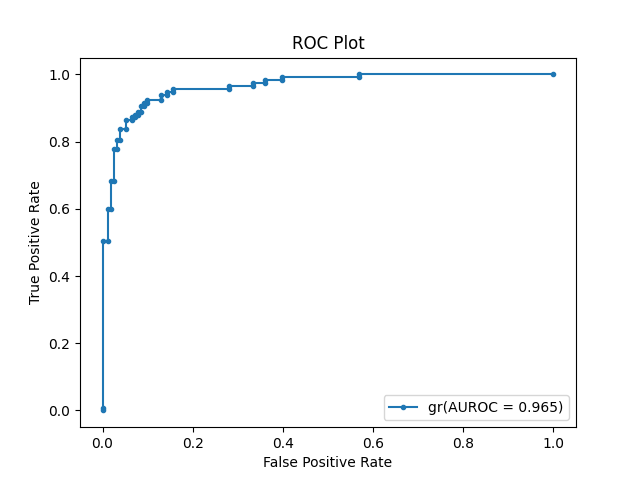 ROC Plot
True Positive Rate
1.0
0.8
0.6
0.4
0.2
0.0
gr(AUROC = 0.965)
0.0 0.2 0.4 0.6 0.8 1.0
False Positive Rate